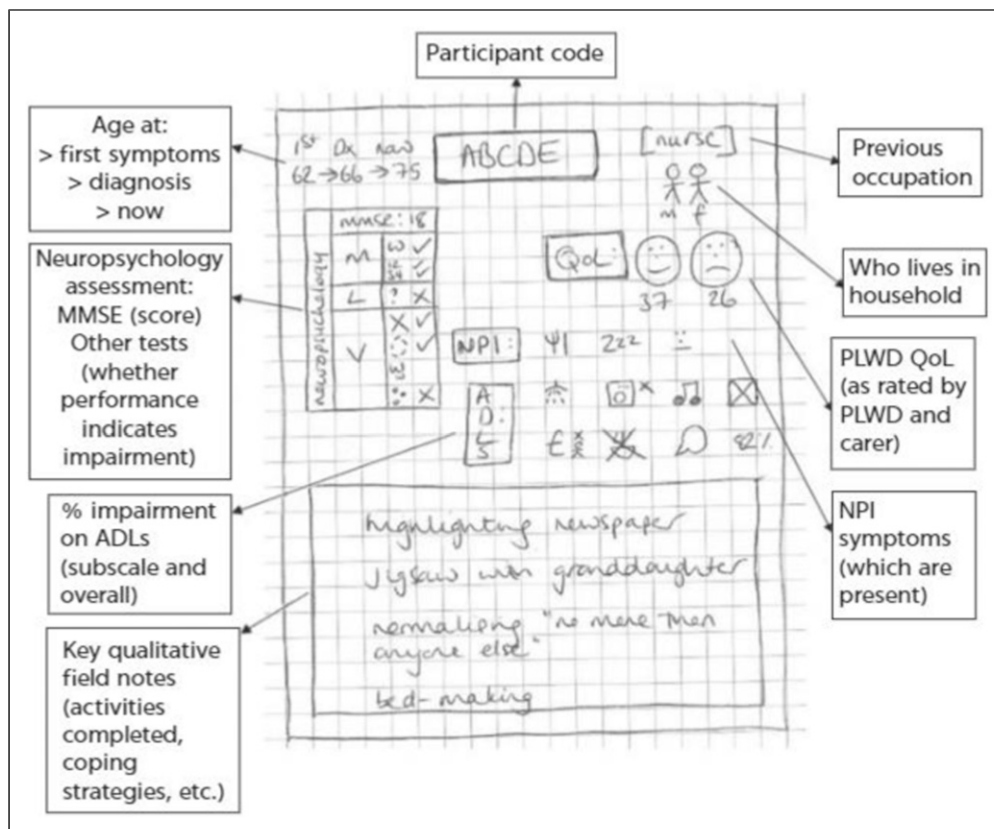 Participant code
Age at:
> first symptoms
> diagnosis
> now
1st Dx now
62→66→75
ABCDE
[nurse]
m f
Previous
occupation
Neuropsychology
assessment:
MMSE (score)
Other tests
(whether
performance
indicates
impairment)
neuropsychology
mmse: 18
M
L ? X
V
QoL:
37 26
Who lives in
household
NPI: zzz
PLWD QoL
(as rated by
PLWD and
carer)
ADLS
£
82%
% impairment
on ADLs
(subscale and
overall)
NPI
symptoms
(which are
present)
highlighting newspaper
Jigsaw with granddaughter
normalising "no more than
anyone else"
bed-making
Key qualitative
field notes
(activities
completed,
coping
strategies, etc.)